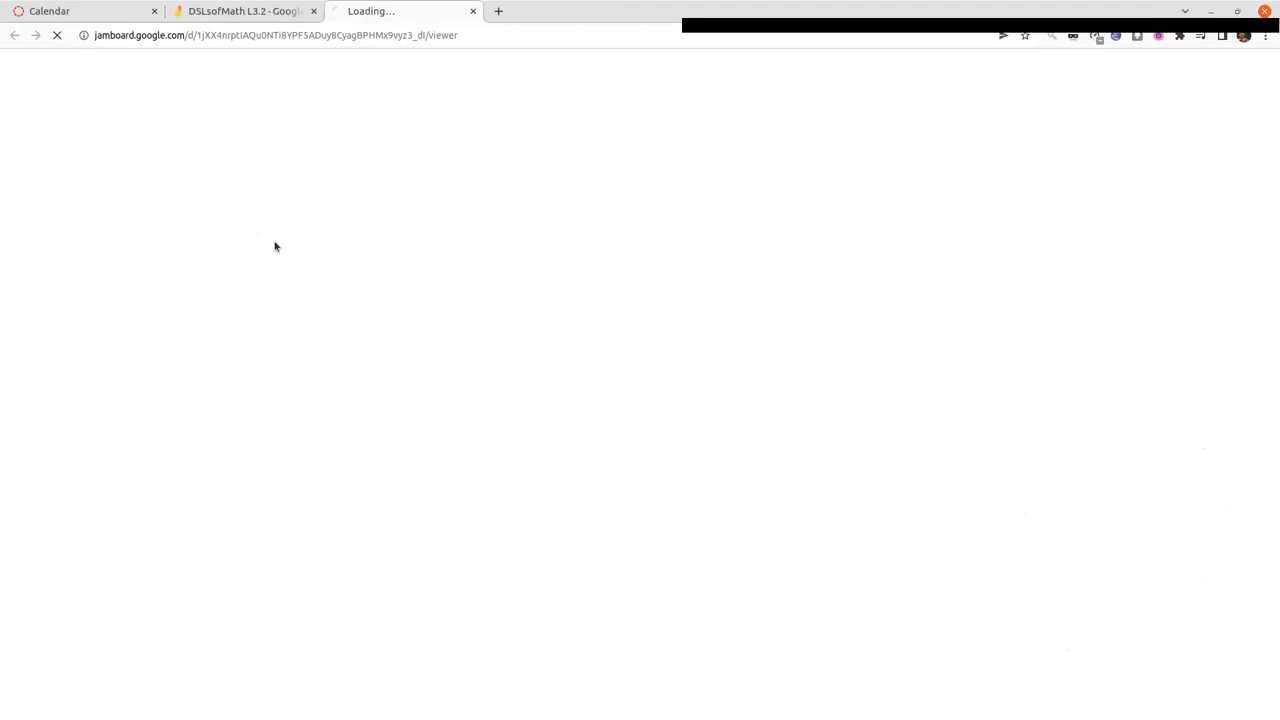 Calendar
DSLsofMath L3.2 - Googl
Loading...
jamboard.google.com/d/1jXX4nrptIAQu0NTi8YPF5ADuy8CyagBPHMx9vyz3_dI/viewer